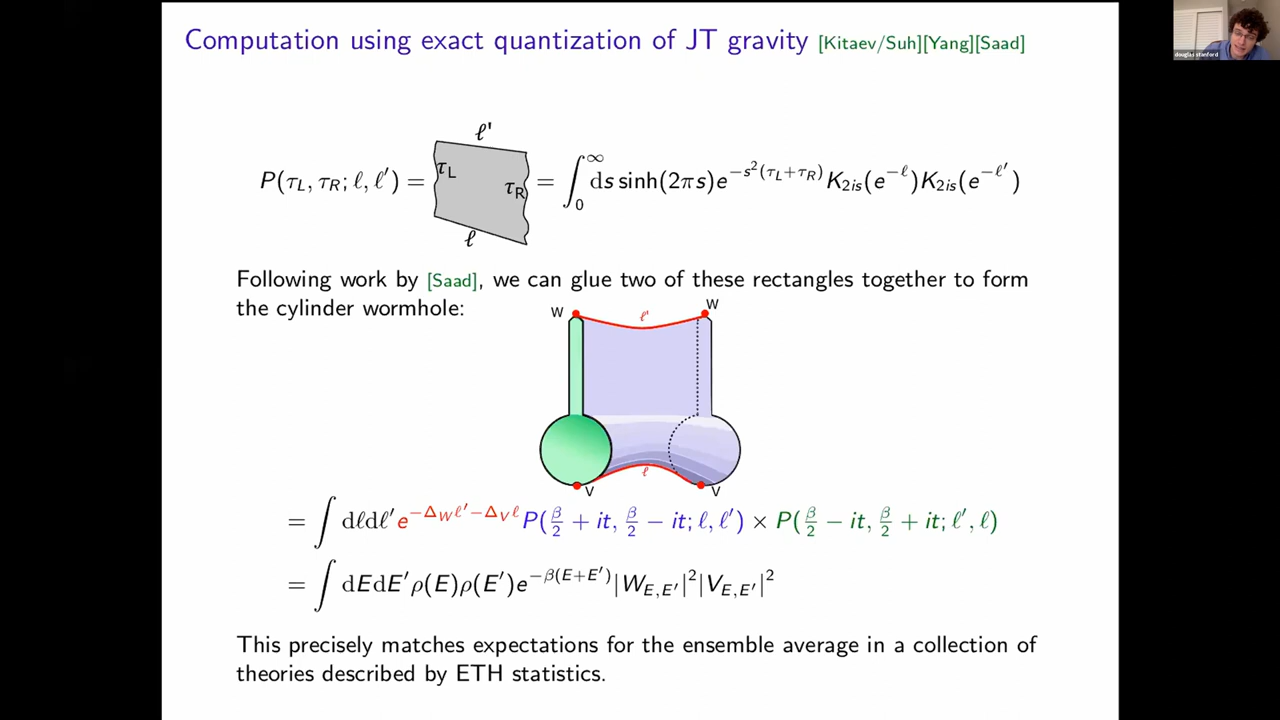 Computation using exact quantization of JT gravity [Kitaev/Suh][Yang][Saad]
douglas stanford
ℓ'
P(τ_L, τ_R; ℓ, ℓ′) = τ_L τ_R = ∫_0^∞ ds sinh(2πs)e^{−s²(τ_L+τ_R)} K_{2is}(e^{−ℓ})K_{2is}(e^{−ℓ′})
ℓ
Following work by [Saad], we can glue two of these rectangles together to form
the cylinder wormhole:
W ℓ' W
ℓ
V V
= ∫ dℓdℓ′e^{−Δ_W ℓ′−Δ_V ℓ}P(β/2 + it, β/2 − it; ℓ, ℓ′) × P(β/2 − it, β/2 + it; ℓ′, ℓ)
= ∫ dEdE′ρ(E)ρ(E′)e^{−β(E+E′)}|W_{E,E′}|²|V_{E,E′}|²
This precisely matches expectations for the ensemble average in a collection of
theories described by ETH statistics.